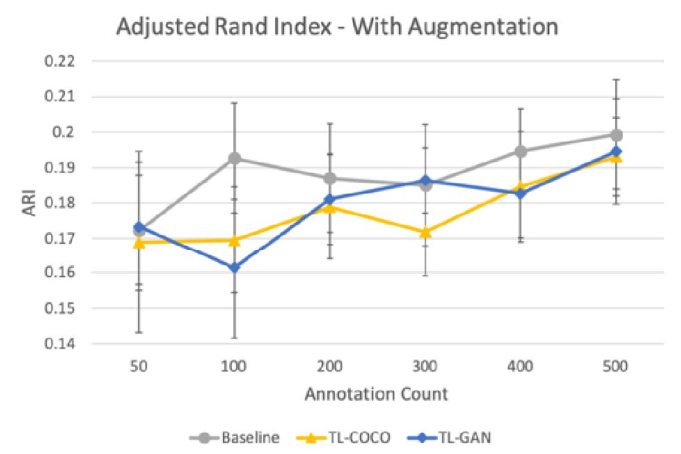 Adjusted Rand Index - With Augmentation
0.22
0.21
0.2
0.19
0.18
0.17
0.16
0.15
0.14
ARI
50 100 200 300 400 500
Annotation Count
Baseline TL-COCO TL-GAN